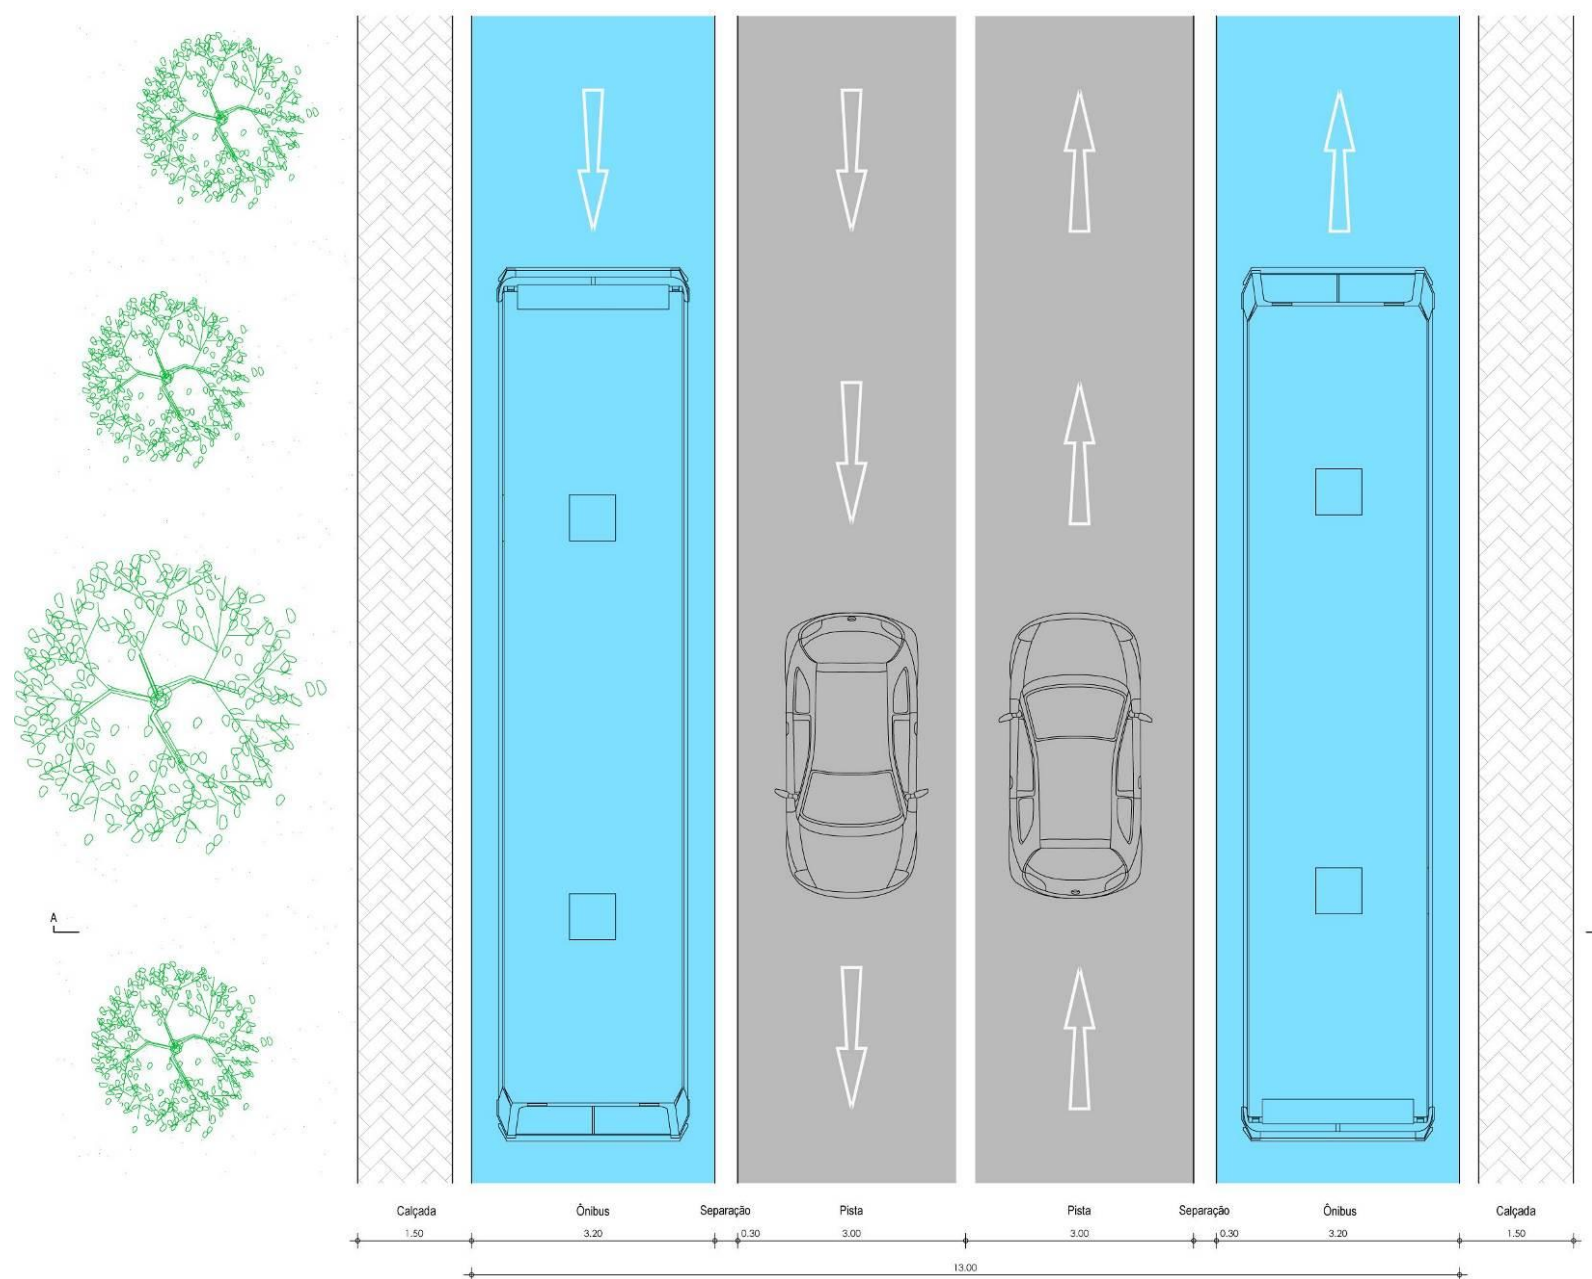 A
Calçada Ônibus Separação Pista Pista Separação Ônibus Calçada
1.50 3.20 0.30 3.00 3.00 0.30 3.20 1.50
13.00